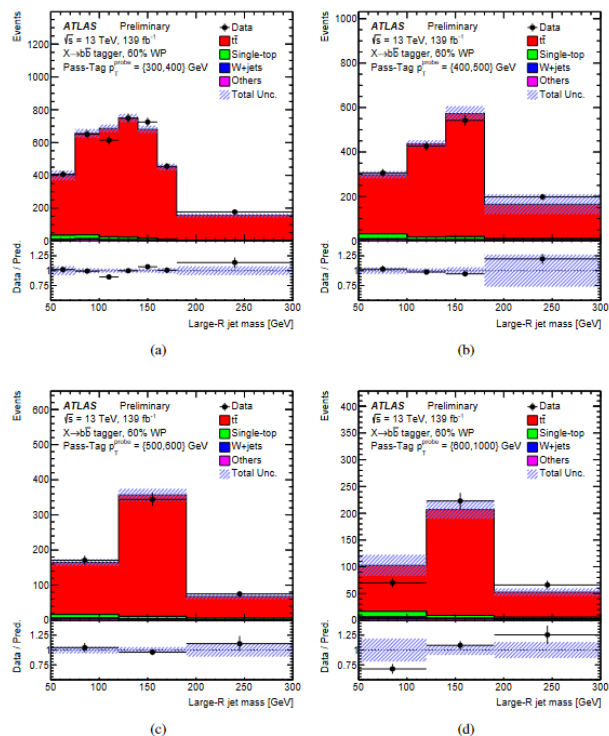 Events
1200
1000
800
600
400
200
0
ATLAS Preliminary
√s = 13 TeV, 139 fb⁻¹
X→bb̄ tagger, 60% WP
Pass-Tag p_T^probe = {300,400} GeV
Data
tt̄
Single-top
W+jets
Others
Total Unc.
Data / Pred.
1.25
1
0.75
50 100 150 200 250 300
Large-R jet mass [GeV]
(a)
Events
1000
800
600
400
200
0
ATLAS Preliminary
√s = 13 TeV, 139 fb⁻¹
X→bb̄ tagger, 60% WP
Pass-Tag p_T^probe = {400,500} GeV
Data
tt̄
Single-top
W+jets
Others
Total Unc.
Data / Pred.
1.25
1
0.75
50 100 150 200 250 300
Large-R jet mass [GeV]
(b)
Events
600
500
400
300
200
100
0
ATLAS Preliminary
√s = 13 TeV, 139 fb⁻¹
X→bb̄ tagger, 60% WP
Pass-Tag p_T^probe = {500,600} GeV
Data
tt̄
Single-top
W+jets
Others
Total Unc.
Data / Pred.
1.25
1
0.75
50 100 150 200 250 300
Large-R jet mass [GeV]
(c)
Events
400
350
300
250
200
150
100
50
0
ATLAS Preliminary
√s = 13 TeV, 139 fb⁻¹
X→bb̄ tagger, 60% WP
Pass-Tag p_T^probe = {600,1000} GeV
Data
tt̄
Single-top
W+jets
Others
Total Unc.
Data / Pred.
1.25
1
0.75
50 100 150 200 250 300
Large-R jet mass [GeV]
(d)